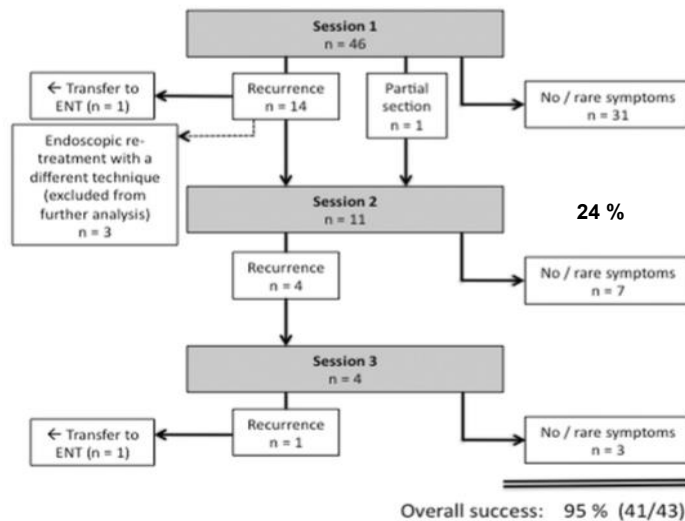 Session 1
n = 46
← Transfer to
ENT (n = 1)
Recurrence
n = 14
Partial
section
n = 1
No / rare symptoms
n = 31
Endoscopic re-
treatment with a
different technique
(excluded from
further analysis)
n = 3
Session 2
n = 11
24 %
Recurrence
n = 4
No / rare symptoms
n = 7
Session 3
n = 4
← Transfer to
ENT (n = 1)
Recurrence
n = 1
No / rare symptoms
n = 3
Overall success: 95 % (41/43)